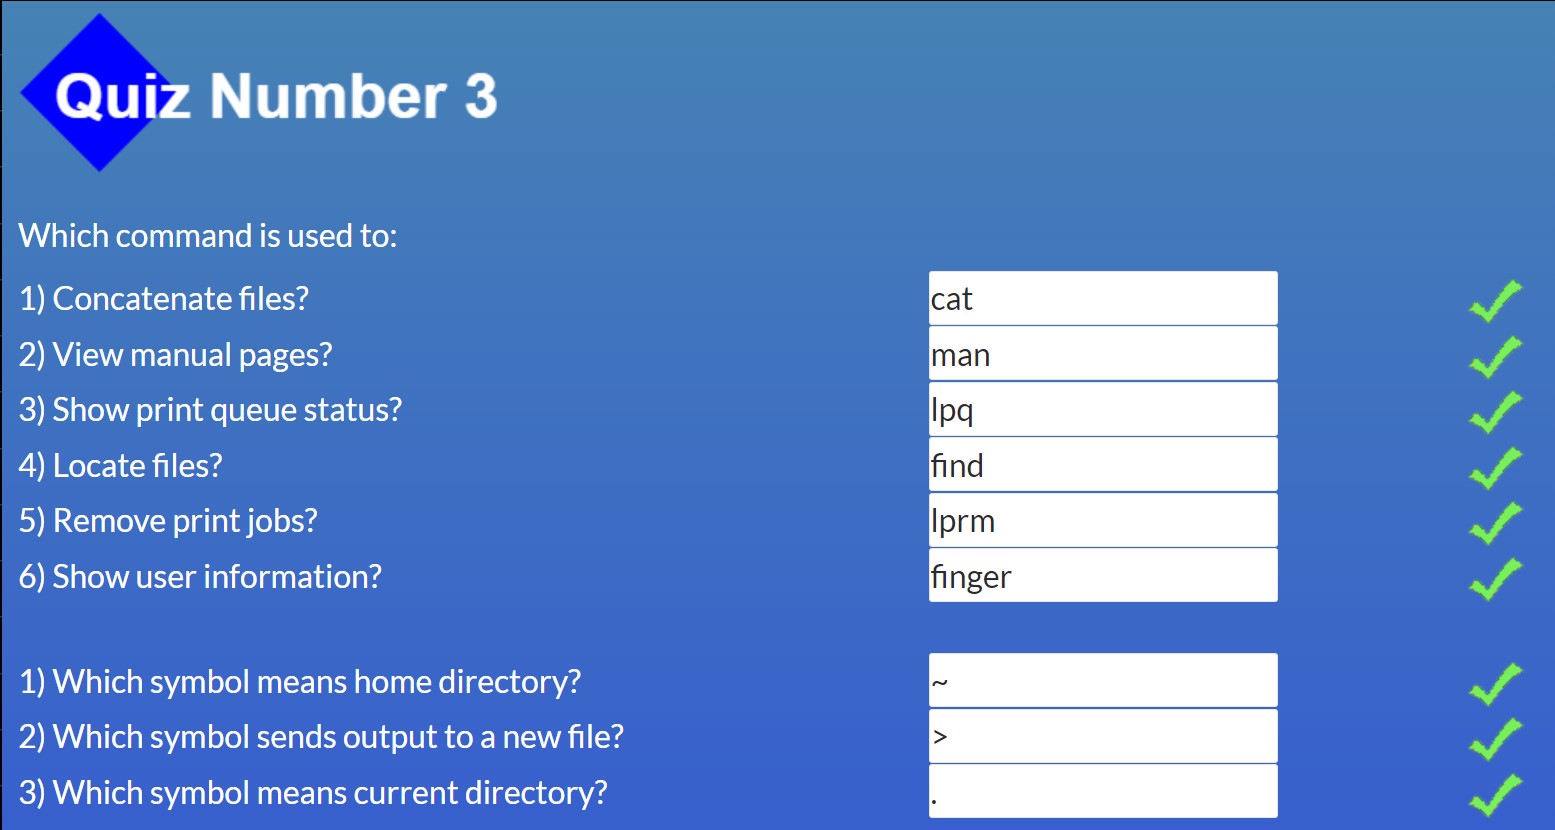 Quiz Number 3
Which command is used to:
1) Concatenate files? cat
2) View manual pages? man
3) Show print queue status? lpq
4) Locate files? find
5) Remove print jobs? lprm
6) Show user information? finger
1) Which symbol means home directory? ~
2) Which symbol sends output to a new file? >
3) Which symbol means current directory? .